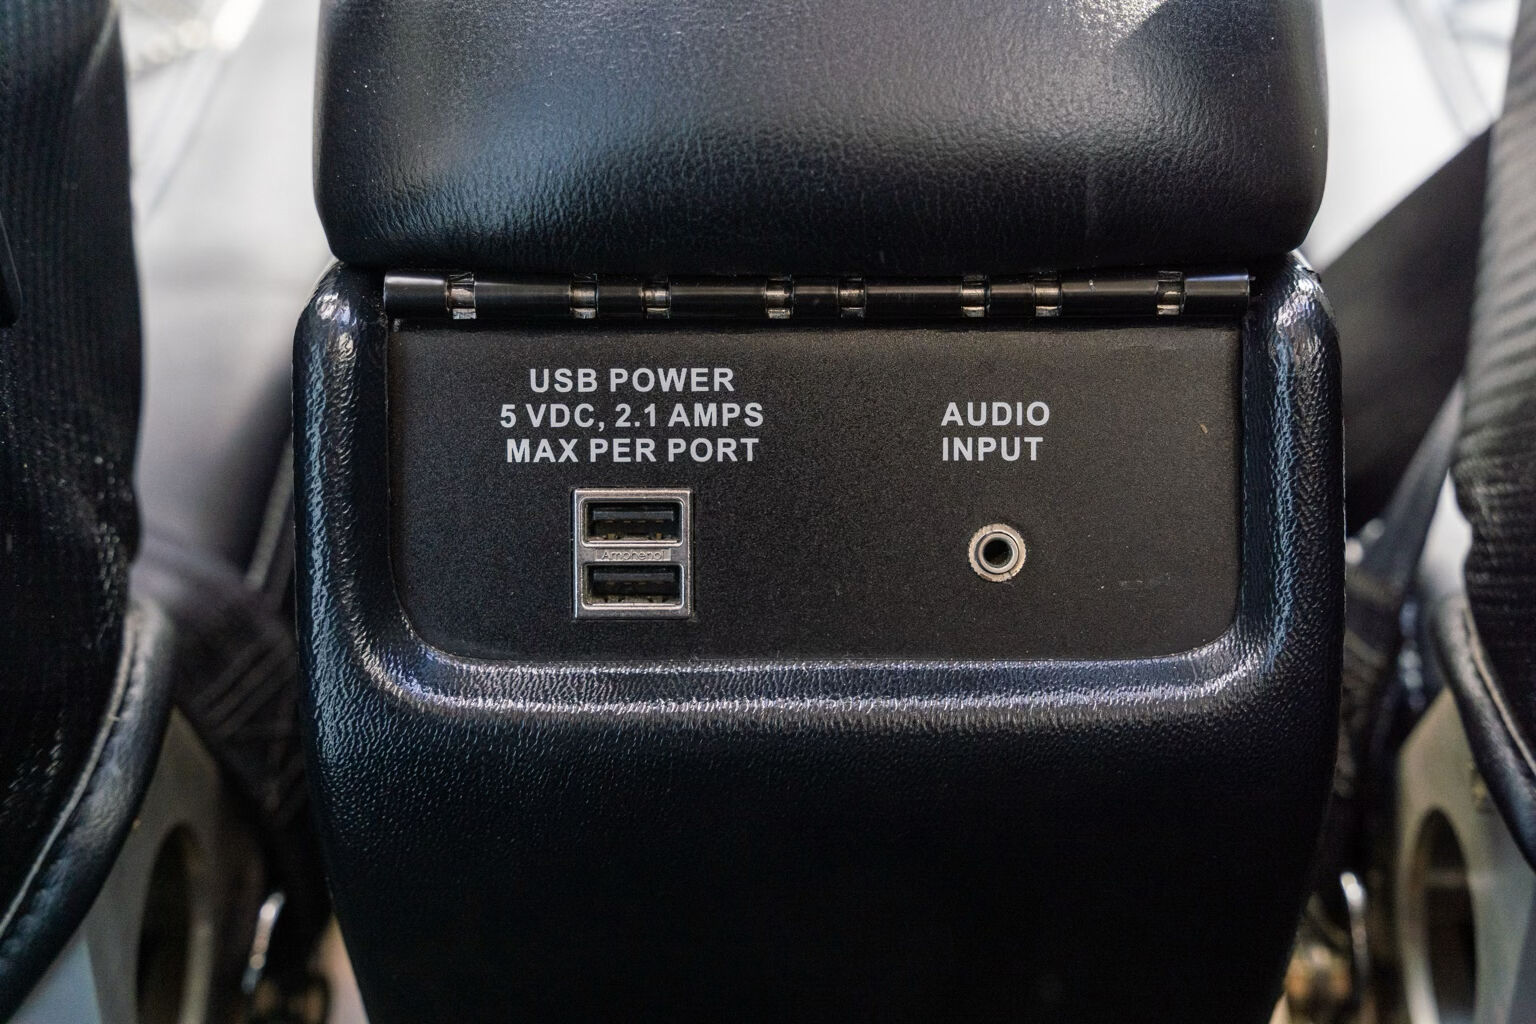 USB POWER
5 VDC, 2.1 AMPS
MAX PER PORT
AUDIO
INPUT
Amphenol